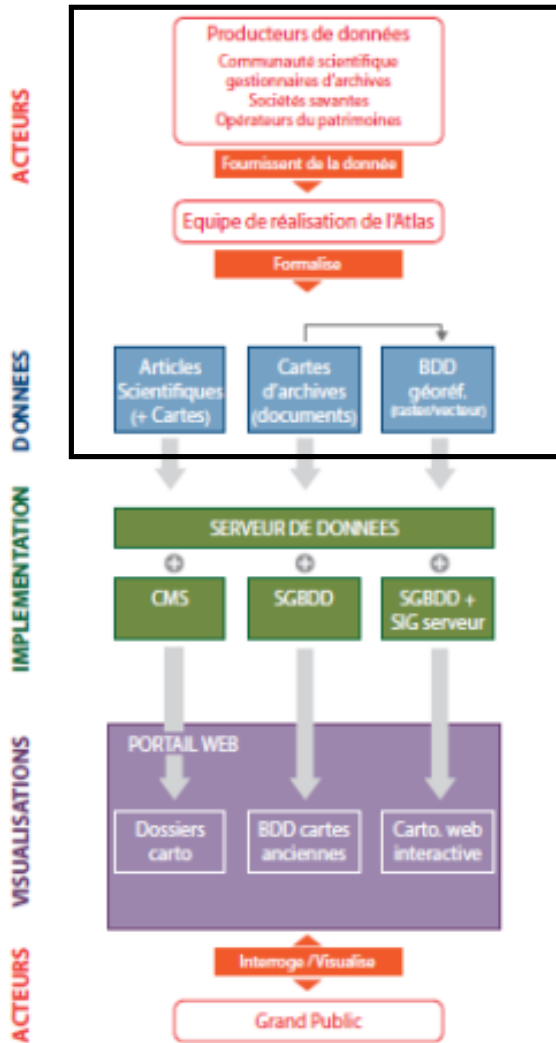 ACTEURS
Producteurs de données
Communauté scientifique
gestionnaires d'archives
Sociétés savantes
Opérateurs du patrimoines
Fournissent de la donnée
Equipe de réalisation de l'Atlas
Formalise
DONNEES
Articles
Scientifiques
(+ Cartes)
Cartes
d'archives
(documents)
BDD
géoréf.
(raster/vecteur)
IMPLEMENTATION
SERVEUR DE DONNEES
CMS
SGBDD
SGBDD +
SIG serveur
VISUALISATIONS
PORTAIL WEB
Dossiers
carto
BDD cartes
anciennes
Carto. web
interactive
ACTEURS
Interroge / Visualise
Grand Public